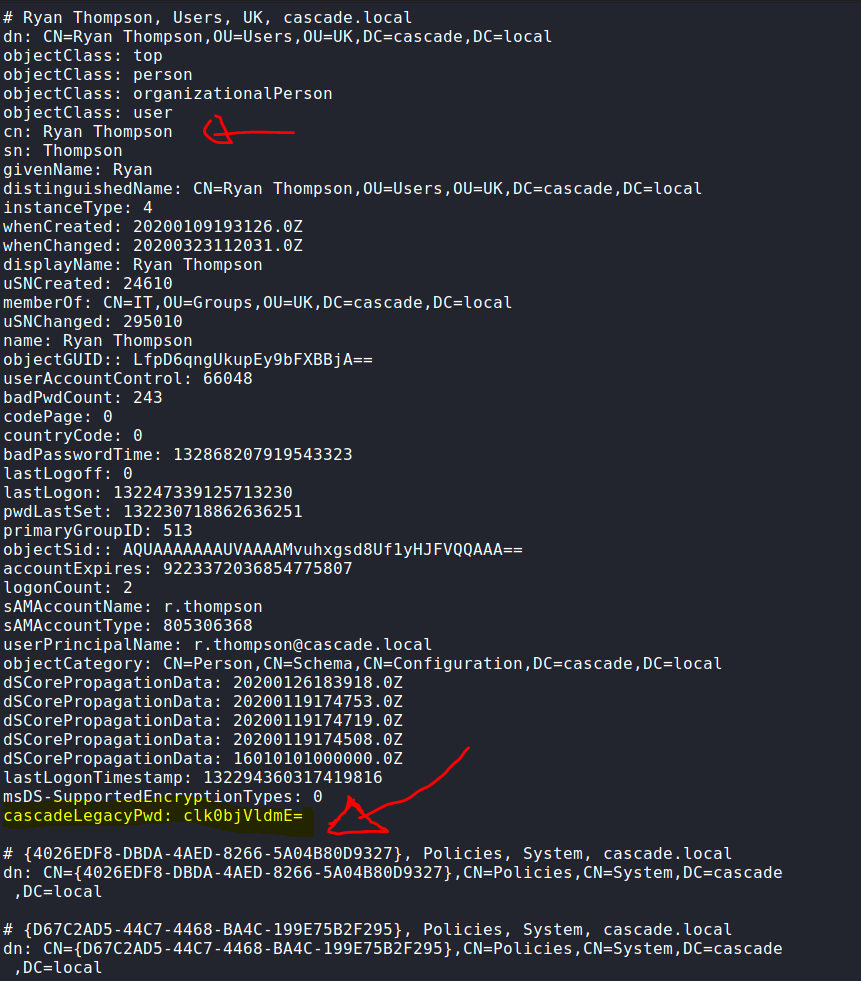 # Ryan Thompson, Users, UK, cascade.local
dn: CN=Ryan Thompson,OU=Users,OU=UK,DC=cascade,DC=local
objectClass: top
objectClass: person
objectClass: organizationalPerson
objectClass: user
cn: Ryan Thompson
sn: Thompson
givenName: Ryan
distinguishedName: CN=Ryan Thompson,OU=Users,OU=UK,DC=cascade,DC=local
instanceType: 4
whenCreated: 20200109193126.0Z
whenChanged: 20200323112031.0Z
displayName: Ryan Thompson
uSNCreated: 24610
memberOf: CN=IT,OU=Groups,OU=UK,DC=cascade,DC=local
uSNChanged: 295010
name: Ryan Thompson
objectGUID:: LfpD6qngUkupEy9bFXBBjA==
userAccountControl: 66048
badPwdCount: 243
codePage: 0
countryCode: 0
badPasswordTime: 132868207919543323
lastLogoff: 0
lastLogon: 132247339125713230
pwdLastSet: 132230718862636251
primaryGroupID: 513
objectSid:: AQUAAAAAAAUVAAAAMvuhxgsd8Uf1yHJFVQQAAA==
accountExpires: 9223372036854775807
logonCount: 2
sAMAccountName: r.thompson
sAMAccountType: 805306368
userPrincipalName: r.thompson@cascade.local
objectCategory: CN=Person,CN=Schema,CN=Configuration,DC=cascade,DC=local
dSCorePropagationData: 20200126183918.0Z
dSCorePropagationData: 20200119174753.0Z
dSCorePropagationData: 20200119174719.0Z
dSCorePropagationData: 20200119174508.0Z
dSCorePropagationData: 16010101000000.0Z
lastLogonTimestamp: 132294360317419816
msDS-SupportedEncryptionTypes: 0
cascadeLegacyPwd: clk0bjVldmE=
# {4026EDF8-DBDA-4AED-8266-5A04B80D9327}, Policies, System, cascade.local
dn: CN={4026EDF8-DBDA-4AED-8266-5A04B80D9327},CN=Policies,CN=System,DC=cascade
,DC=local
# {D67C2AD5-44C7-4468-BA4C-199E75B2F295}, Policies, System, cascade.local
dn: CN={D67C2AD5-44C7-4468-BA4C-199E75B2F295},CN=Policies,CN=System,DC=cascade
,DC=local